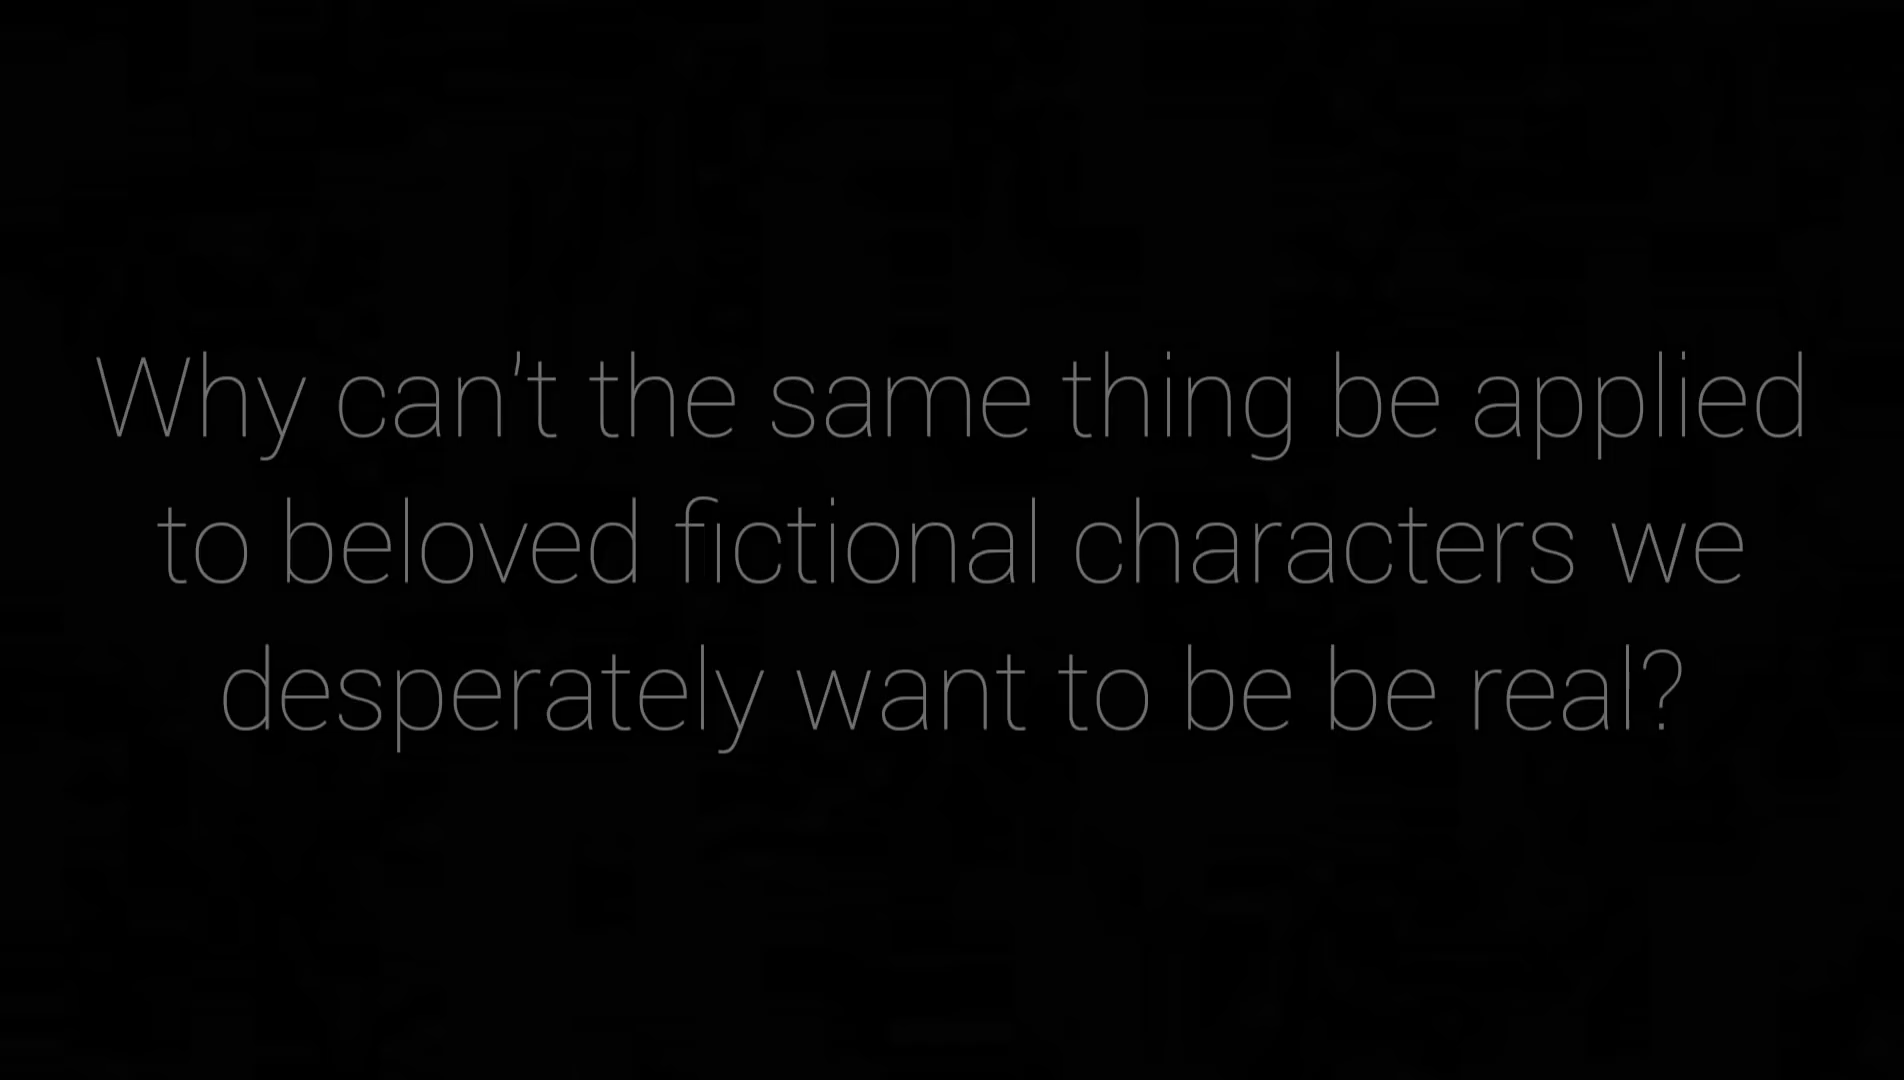 Why can't the same thing be applied
to beloved fictional characters we
desperately want to be be real?